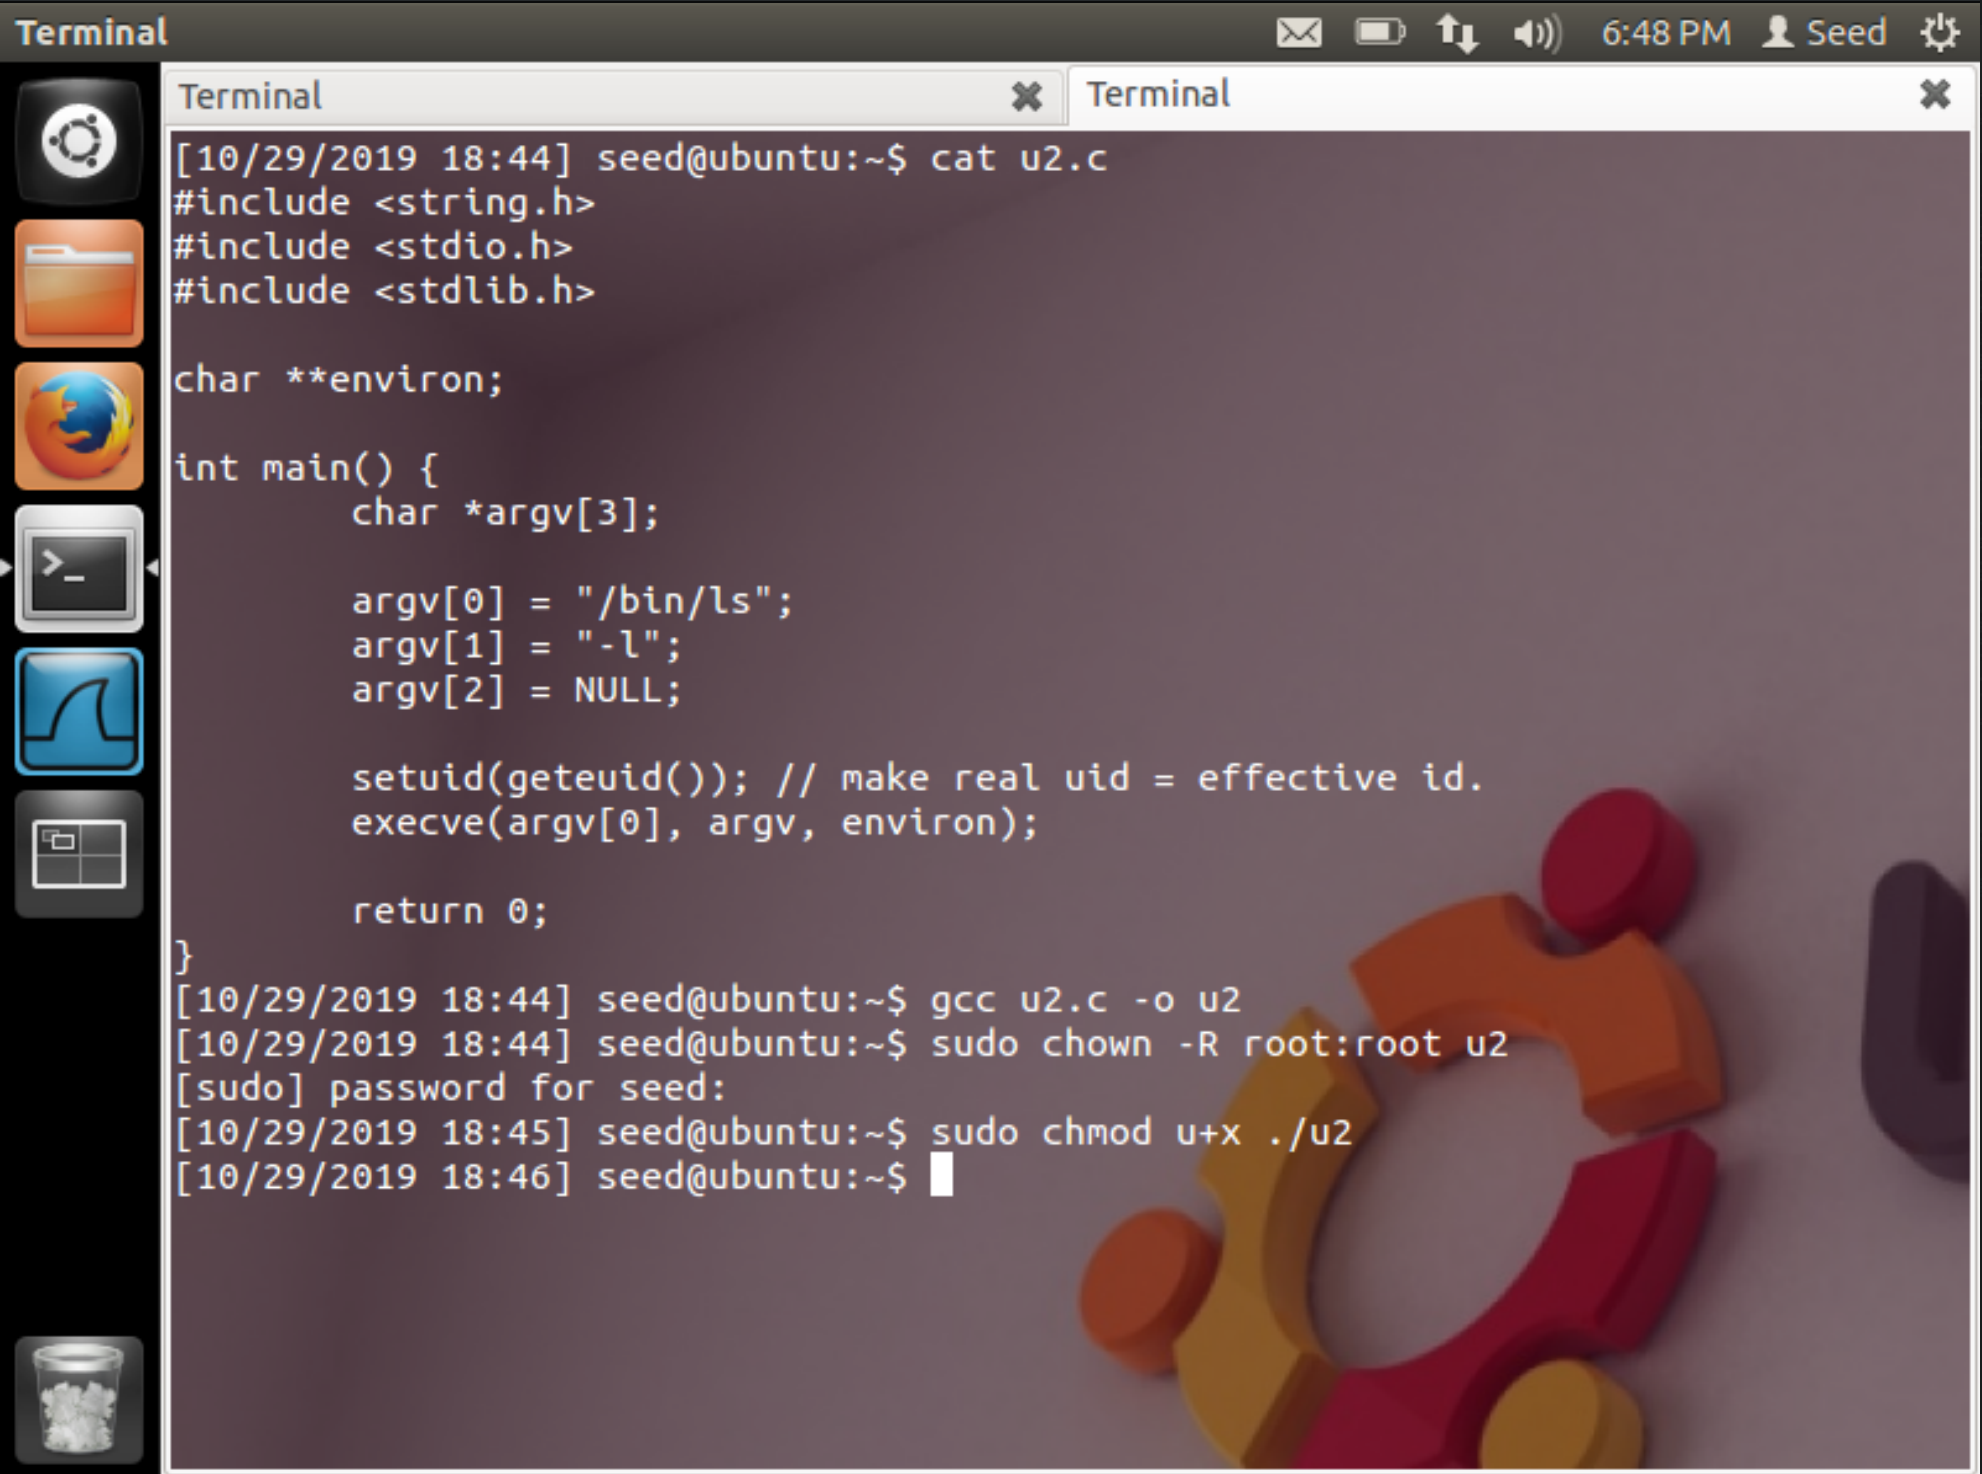 Terminal
6:48 PM Seed
Terminal
Terminal
[10/29/2019 18:44] seed@ubuntu:~$ cat u2.c
#include <string.h>
#include <stdio.h>
#include <stdlib.h>
char **environ;
int main() {
char *argv[3];
argv[0] = "/bin/ls";
argv[1] = "-l";
argv[2] = NULL;
setuid(geteuid()); // make real uid = effective id.
execve(argv[0], argv, environ);
return 0;
}
[10/29/2019 18:44] seed@ubuntu:~$ gcc u2.c -o u2
[10/29/2019 18:44] seed@ubuntu:~$ sudo chown -R root:root u2
[sudo] password for seed:
[10/29/2019 18:45] seed@ubuntu:~$ sudo chmod u+x ./u2
[10/29/2019 18:46] seed@ubuntu:~$